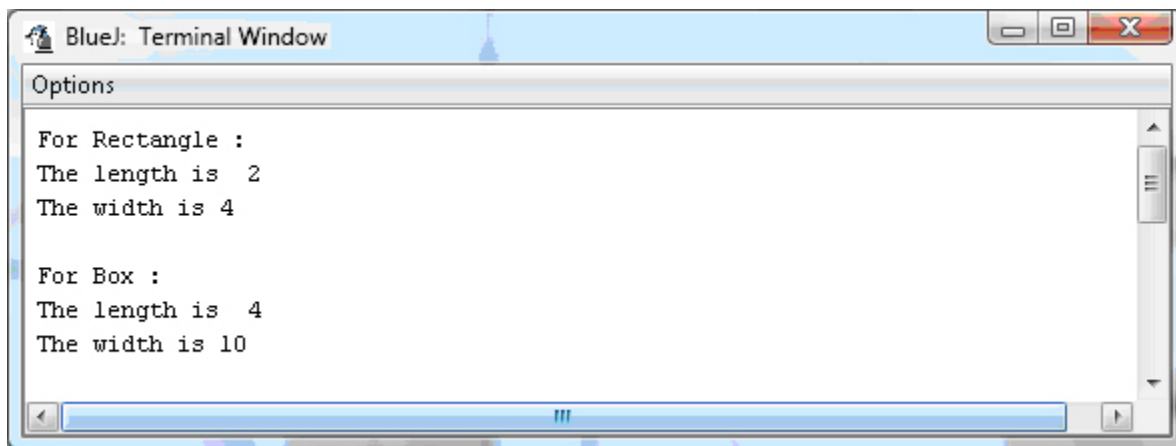 BlueJ: Terminal Window
Options
For Rectangle :
The length is  2
The width is 4
For Box :
The length is  4
The width is 10